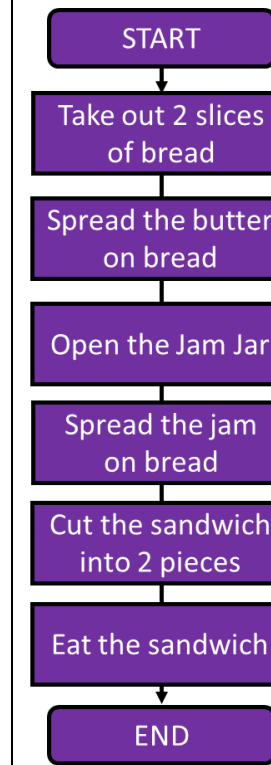 START
Take out 2 slices
of bread
Spread the butter
on bread
Open the Jam Jar
Spread the jam
on bread
Cut the sandwich
into 2 pieces
Eat the sandwich
END